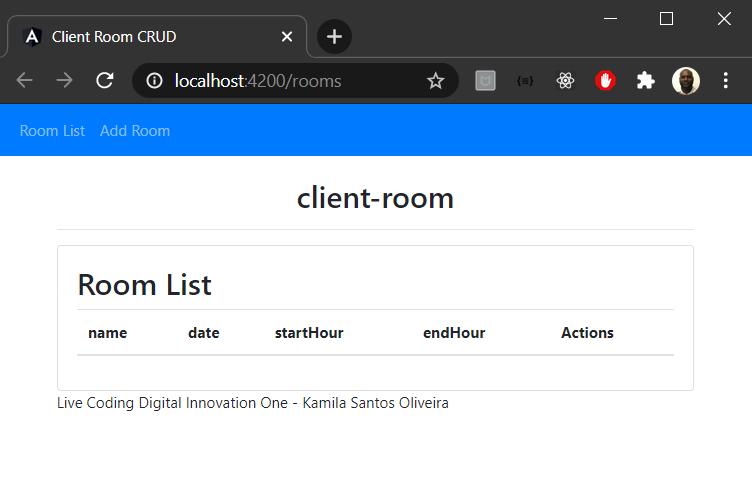 Client Room CRUD
localhost:4200/rooms
Room List Add Room
client-room
Room List
name date startHour endHour Actions
Live Coding Digital Innovation One - Kamila Santos Oliveira